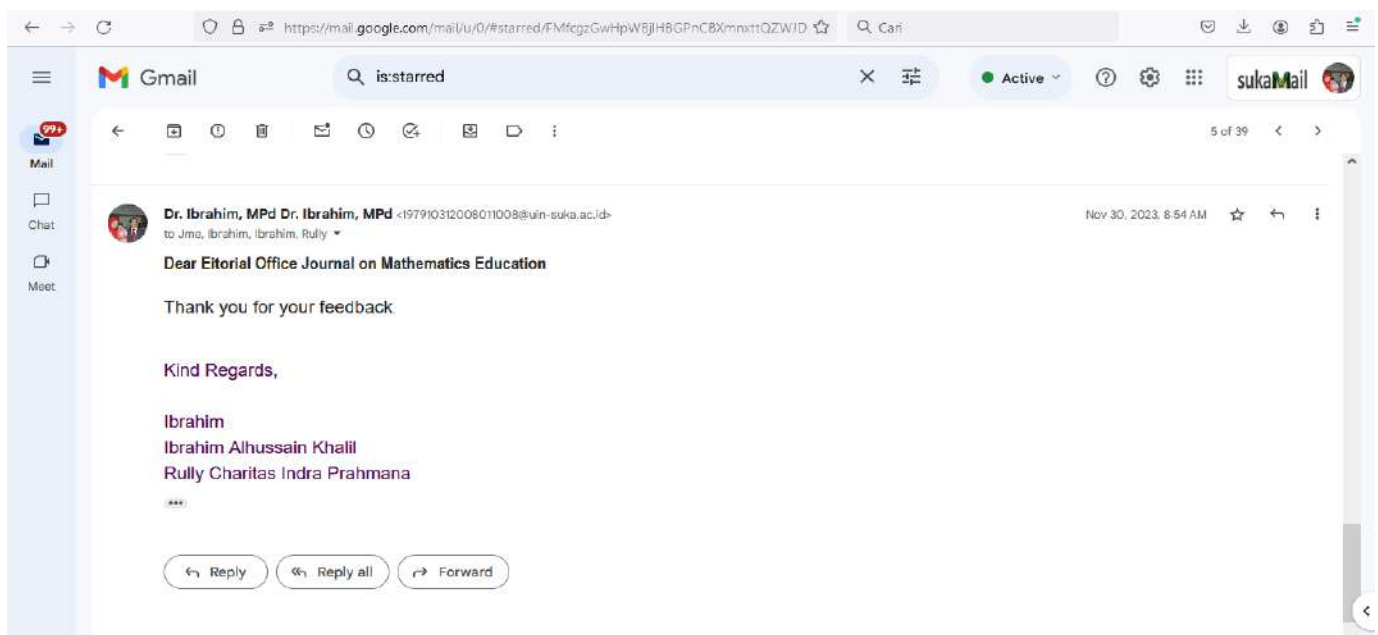 https://mail.google.com/mail/u/0/#starred/FMfcgzGwHpWBjlHBGPnCBXmnxttQZWJD
Cari
Gmail
is:starred
Active
sukaMail
99+
Mail
5 of 39
Chat
Meet
Dr. Ibrahim, MPd Dr. Ibrahim, MPd <197910312008011008@uin-suka.ac.id>
Nov 30, 2023, 8:54 AM
to Jme, Ibrahim, Ibrahim, Rully
Dear Eitorial Office Journal on Mathematics Education
Thank you for your feedback
Kind Regards,
Ibrahim
Ibrahim Alhussain Khalil
Rully Charitas Indra Prahmana
Reply
Reply all
Forward